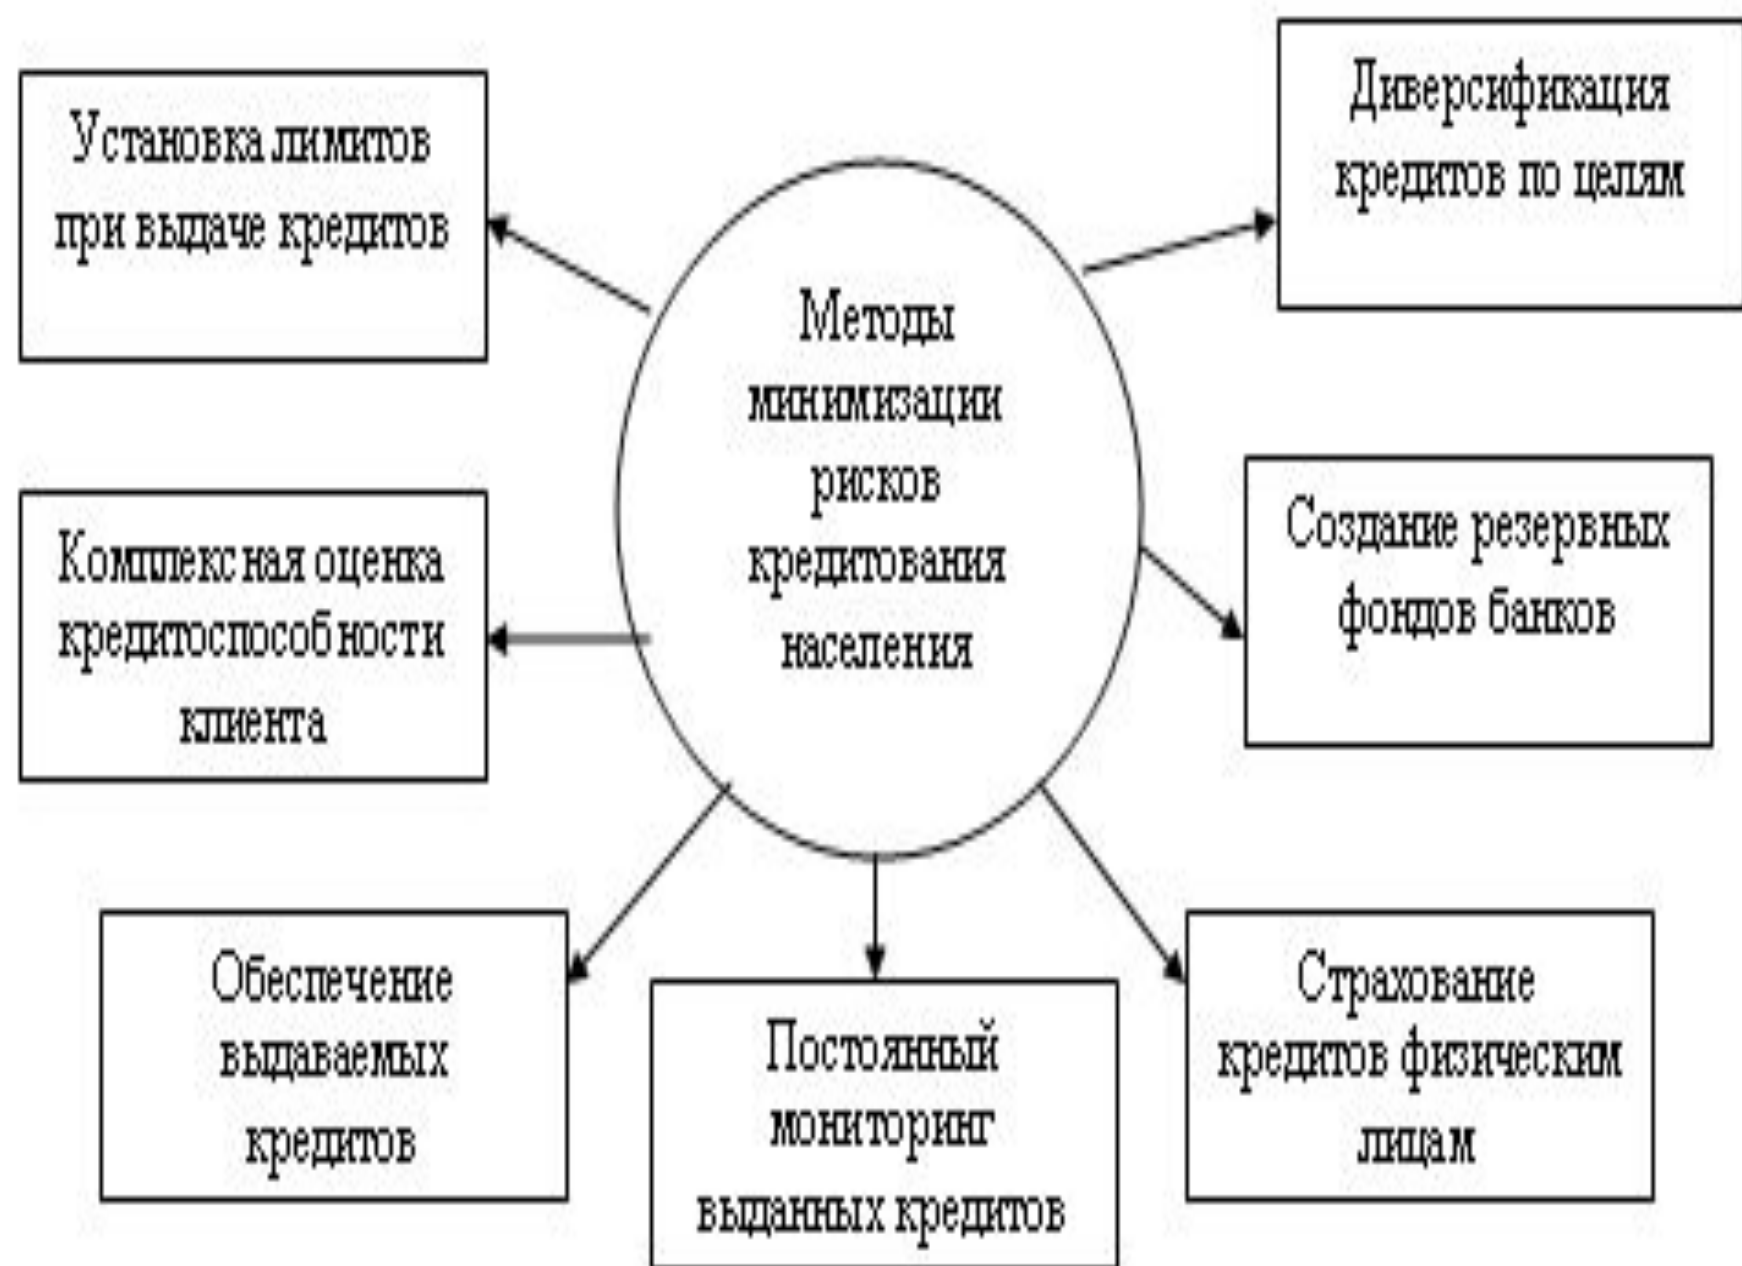 Установка лимитов
при выдаче кредитов
Диверсификация
кредитов по целям
Методы
минимизации
рисков
кредитования
населения
Комплексная оценка
кредитоспособности
клиента
Создание резервных
фондов банков
Обеспечение
выдаваемых
кредитов
Постоянный
мониторинг
выданных кредитов
Страхование
кредитов физическим
лицам